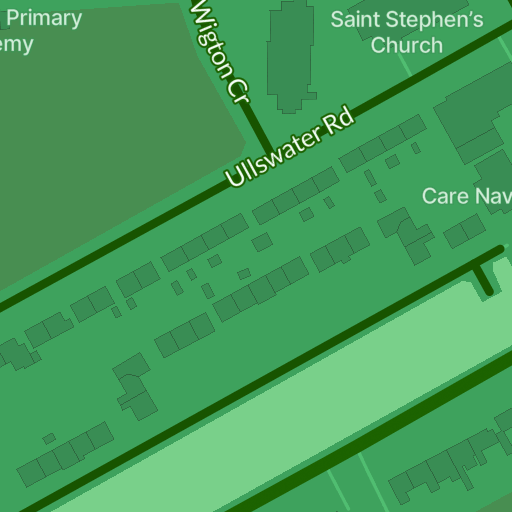 Primary
emy
Wigton Cr
Saint Stephen's
Church
Ullswater Rd
Care Nav